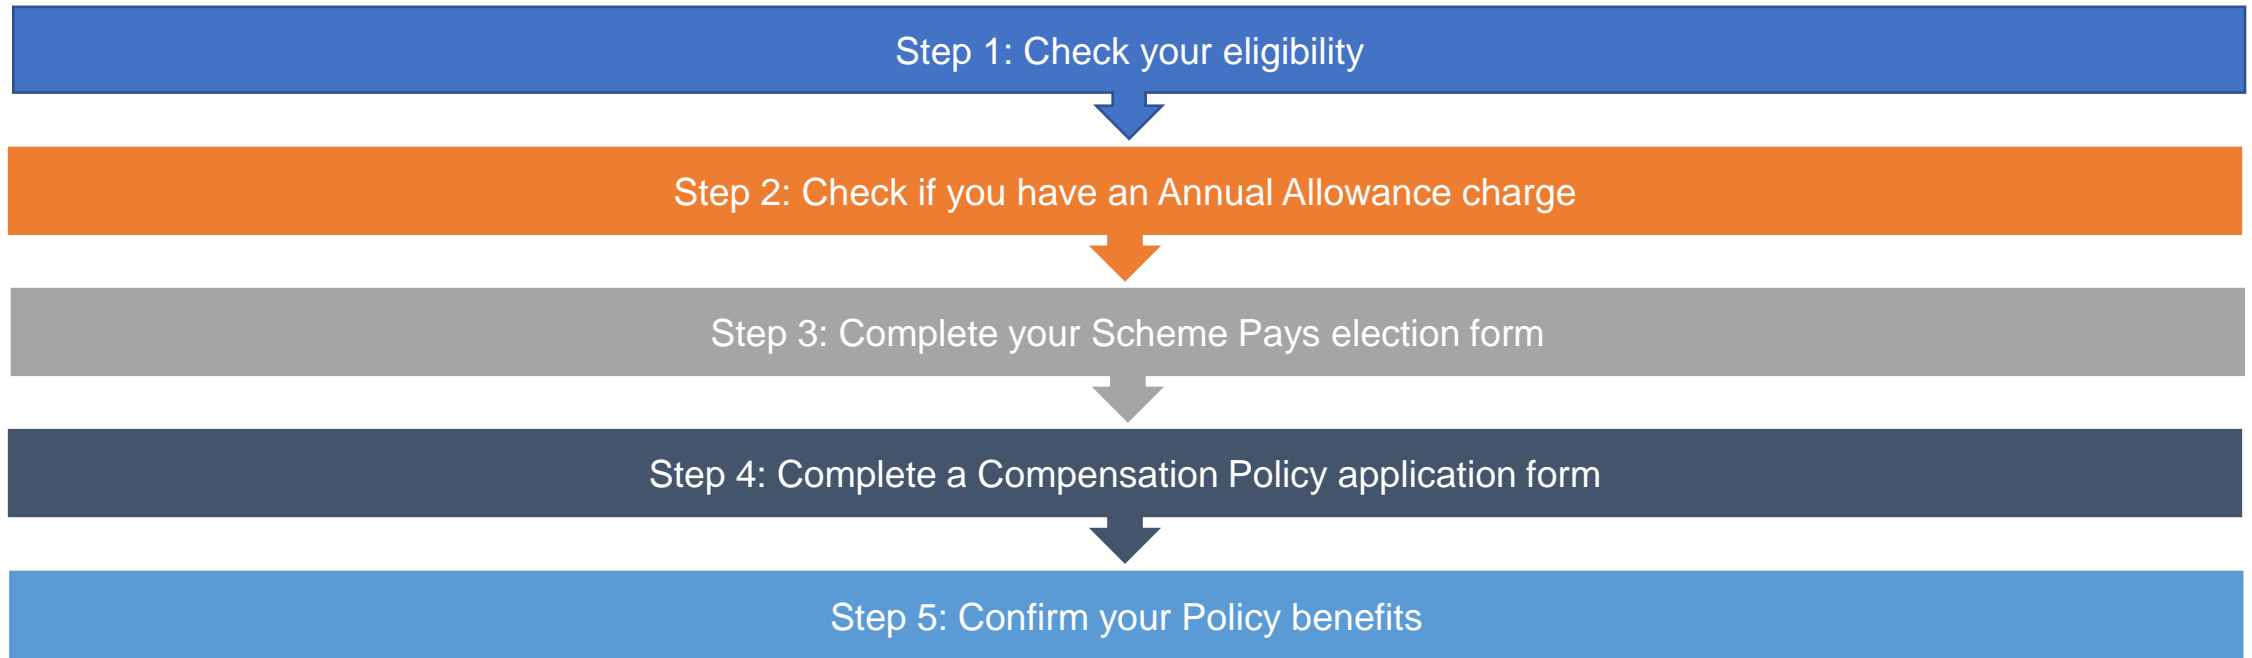 Step 1: Check your eligibility
Step 2: Check if you have an Annual Allowance charge
Step 3: Complete your Scheme Pays election form
Step 4: Complete a Compensation Policy application form
Step 5: Confirm your Policy benefits